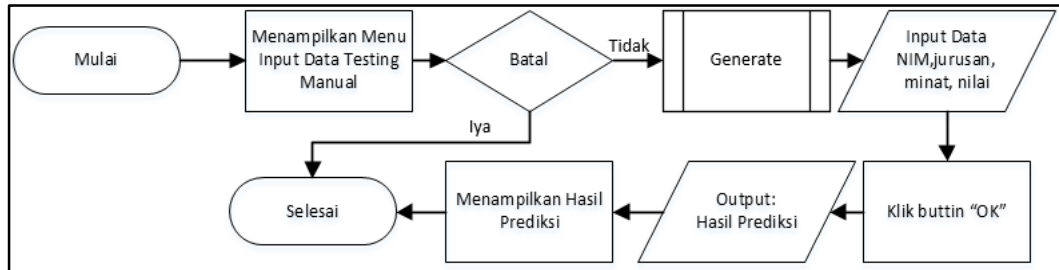 Mulai
Menampilkan Menu
Input Data Testing
Manual
Batal
Tidak
Generate
Input Data
NIM,jurusan,
minat, nilai
Iya
Selesai
Menampilkan Hasil
Prediksi
Output:
Hasil Prediksi
Klik buttin “OK”